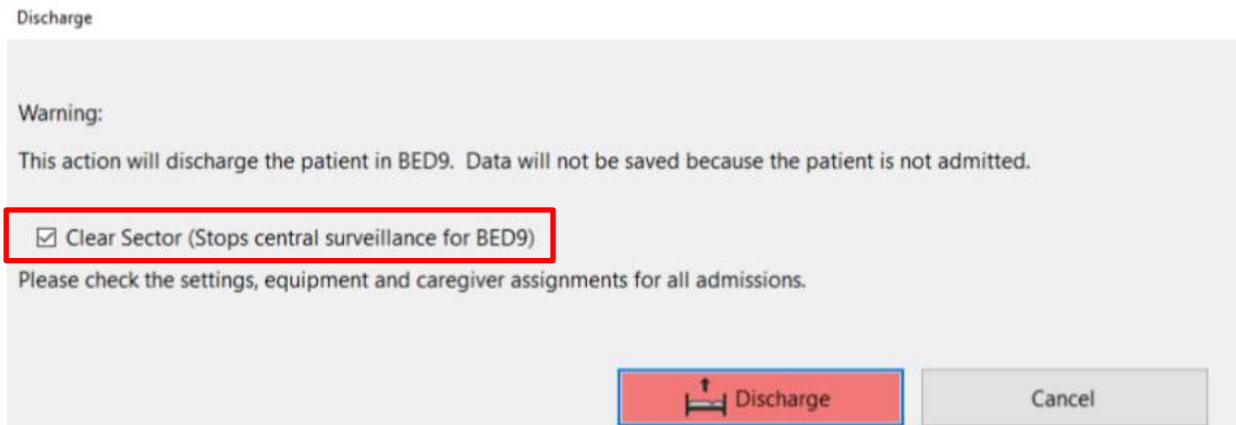 Discharge
Warning:
This action will discharge the patient in BED9. Data will not be saved because the patient is not admitted.
Clear Sector (Stops central surveillance for BED9)
Please check the settings, equipment and caregiver assignments for all admissions.
Discharge Cancel